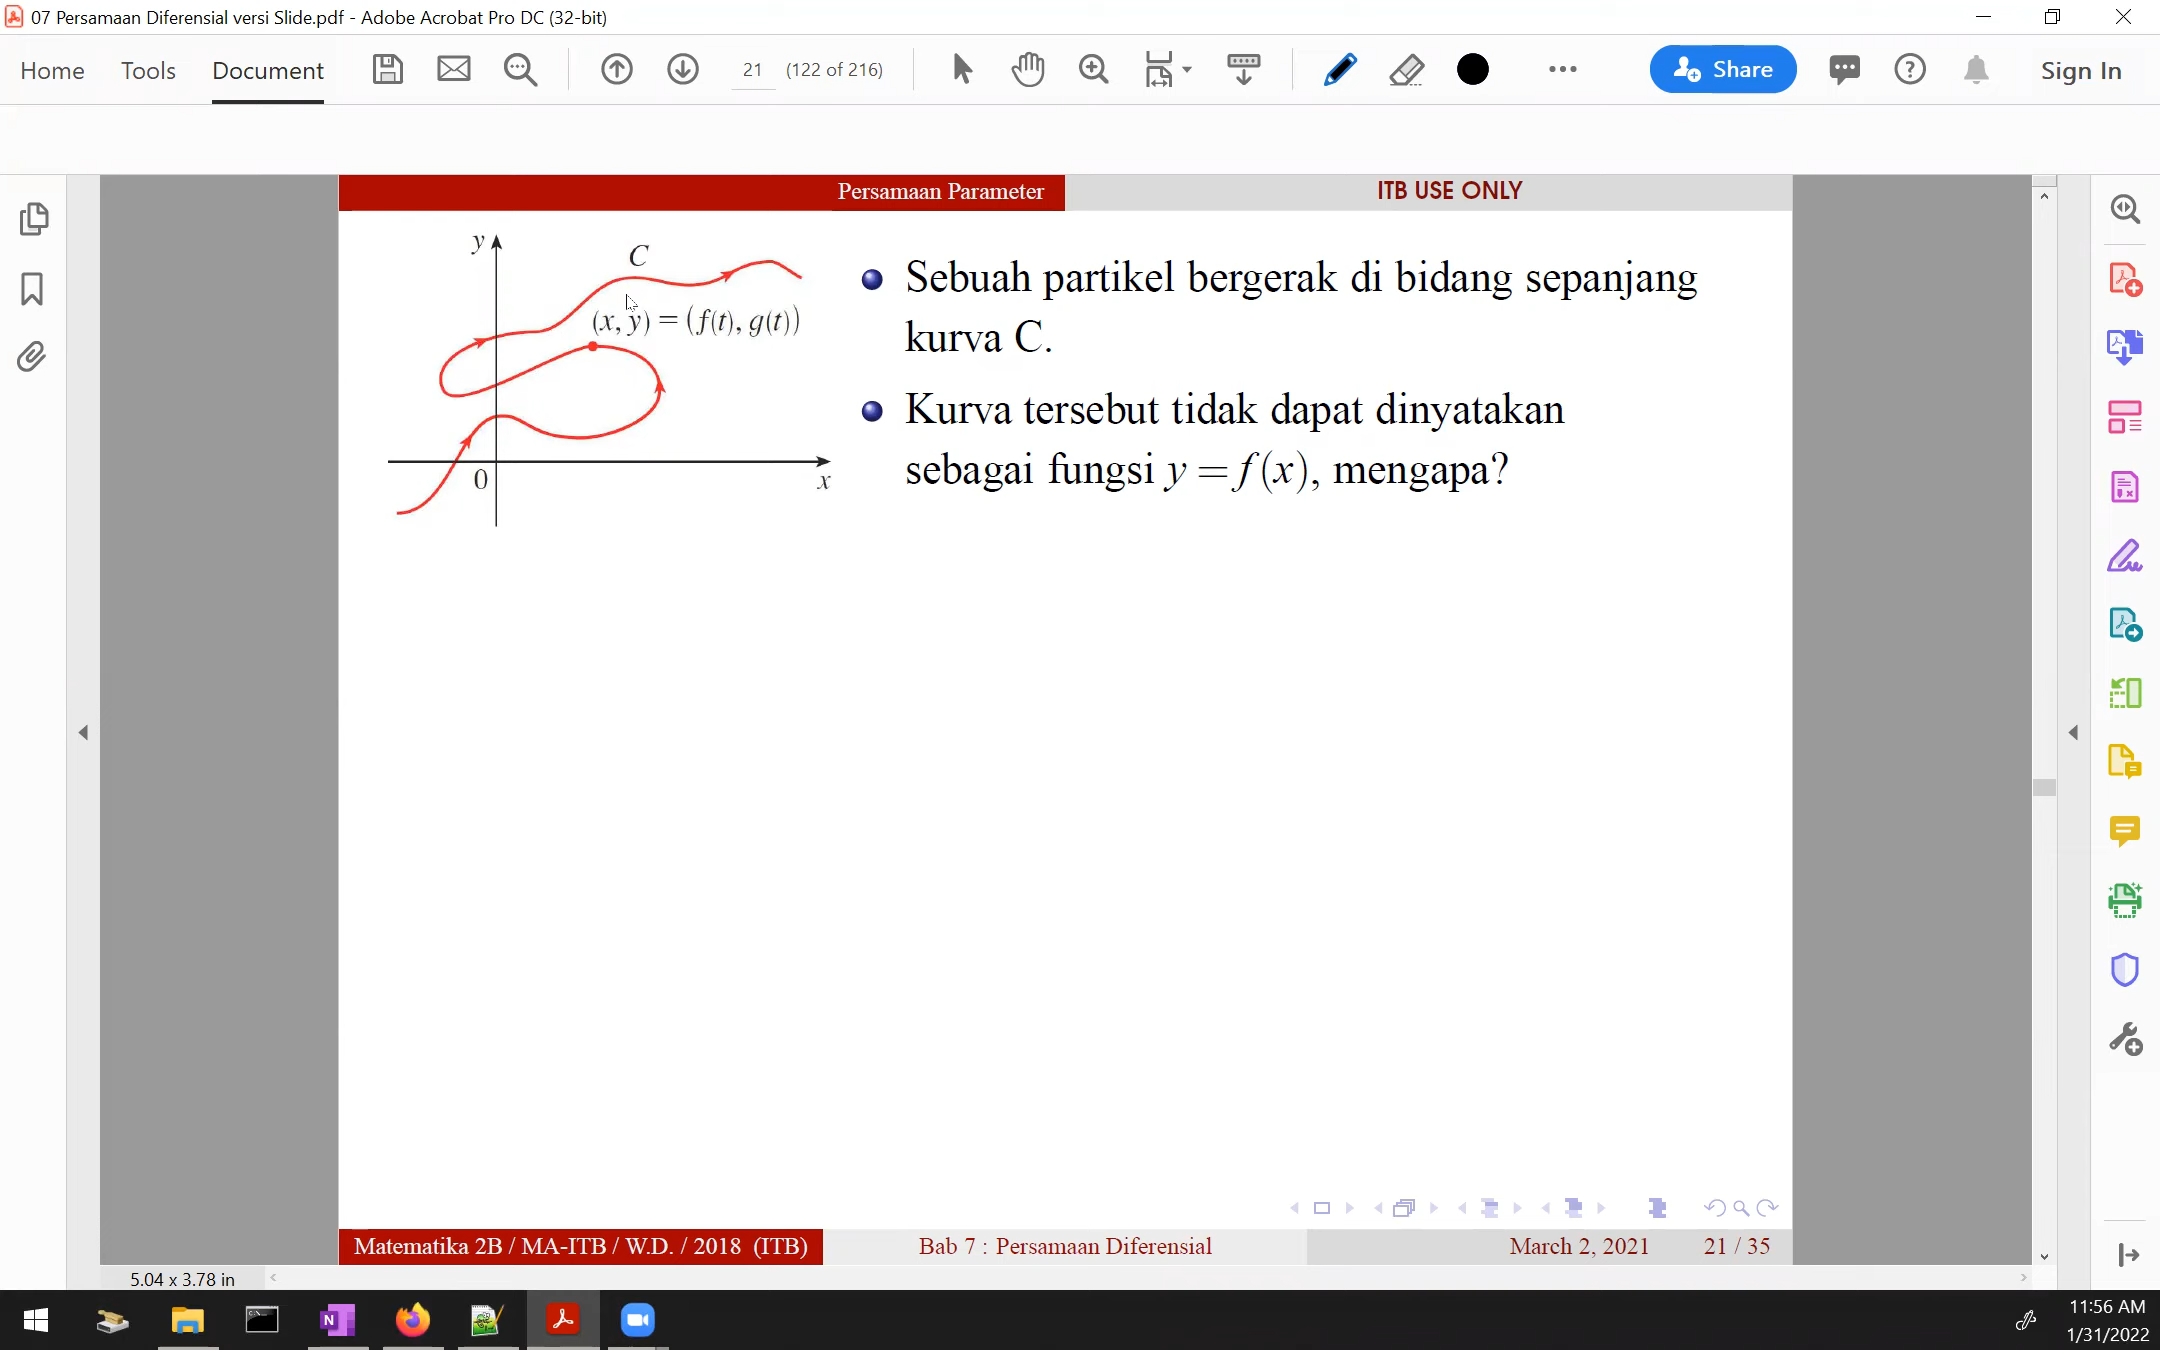 07 Persamaan Diferensial versi Slide.pdf - Adobe Acrobat Pro DC (32-bit)
Home Tools Document 21 (122 of 216) Share Sign In
Persamaan Parameter ITB USE ONLY
y
C
(x, y) = (f(t), g(t))
0
x
Sebuah partikel bergerak di bidang sepanjang
kurva C.
Kurva tersebut tidak dapat dinyatakan
sebagai fungsi y = f(x), mengapa?
Matematika 2B / MA-ITB / W.D. / 2018 (ITB) Bab 7 : Persamaan Diferensial March 2, 2021 21 / 35
5.04 x 3.78 in
11:56 AM
1/31/2022